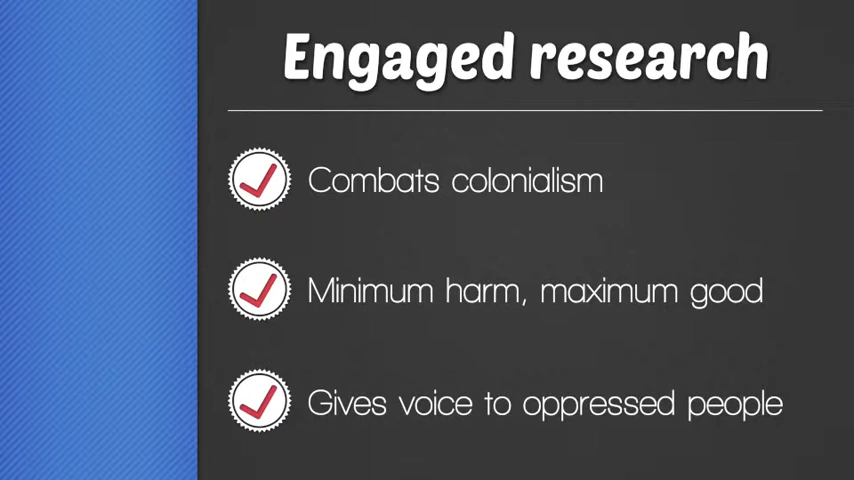 Engaged research
Combats colonialism
Minimum harm, maximum good
Gives voice to oppressed people